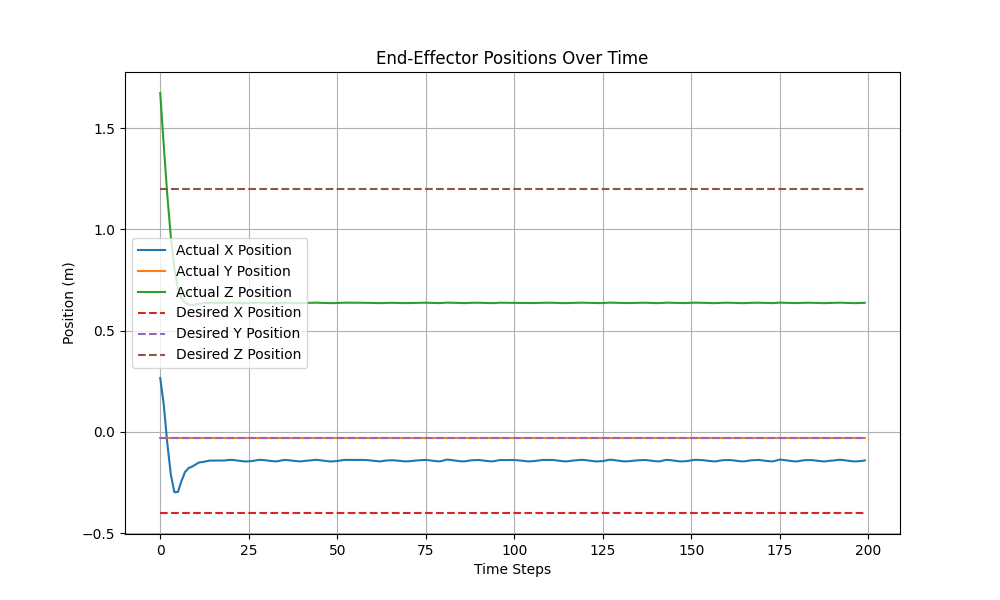 End-Effector Positions Over Time
Position (m)
1.5
1.0
0.5
0.0
−0.5
Actual X Position
Actual Y Position
Actual Z Position
Desired X Position
Desired Y Position
Desired Z Position
0 25 50 75 100 125 150 175 200
Time Steps